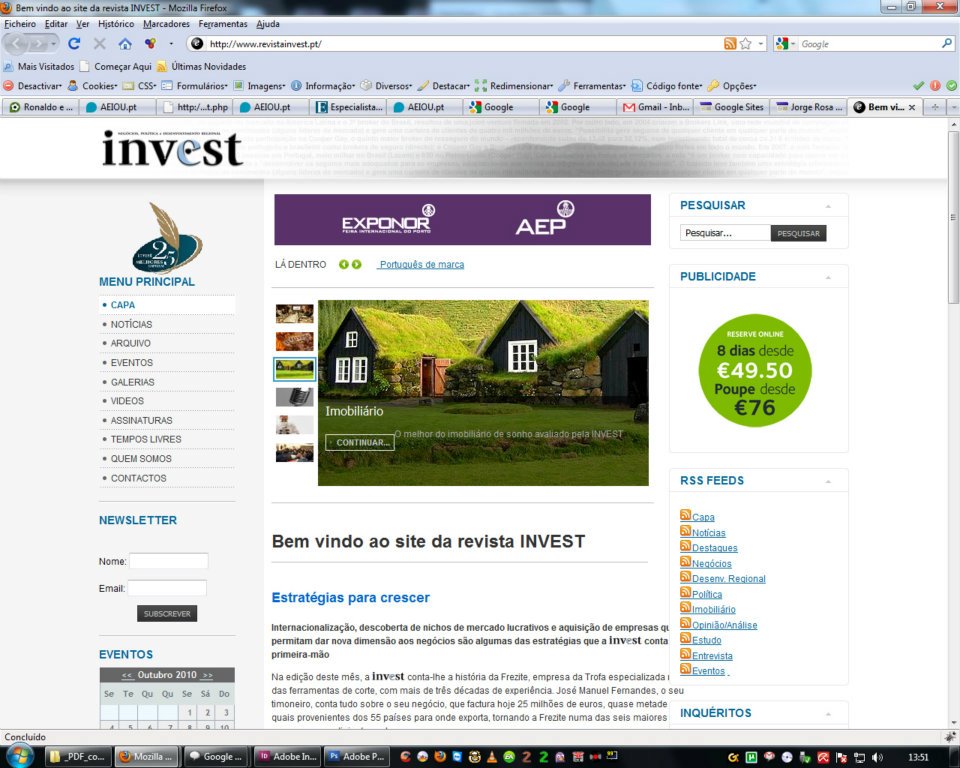 Bem vindo ao site da revista INVEST - Mozilla Firefox
Ficheiro Editar Ver Histórico Marcadores Ferramentas Ajuda
http://www.revistainvest.pt/
Google
Mais Visitados Começar Aqui Últimas Novidades
Desactivar Cookies CSS Formulários Imagens Informação Diversos Destacar Redimensionar Ferramentas Código fonte Opções
Ronaldo e ... AEIOU.pt http:/...t.php AEIOU.pt Especialista... AEIOU.pt Google Google Gmail - Inb... Google Sites Jorge Rosa ... Bem vi...
NEGÓCIOS, POLÍTICA e DESENVOLVIMENTO REGIONAL
invest
25
MENU PRINCIPAL
CAPA
NOTÍCIAS
ARQUIVO
EVENTOS
GALERIAS
VIDEOS
ASSINATURAS
TEMPOS LIVRES
QUEM SOMOS
CONTACTOS
NEWSLETTER
Nome:
Email:
SUBSCREVER
EVENTOS
<< Outubro 2010 >>
Se Te Qu Qu Se Sá Do
1 2 3
4 5 6 7 8 9 10
EXPONOR
FEIRA INTERNACIONAL DO PORTO
AEP
LÁ DENTRO Português de marca
Imobiliário
CONTINUAR...
O melhor do imobiliário de sonho avaliado pela INVEST
Bem vindo ao site da revista INVEST
Estratégias para crescer
Internacionalização, descoberta de nichos de mercado lucrativos e aquisição de empresas qu
permitam dar nova dimensão aos negócios são algumas das estratégias que a invest conta
primeira-mão
Na edição deste mês, a invest conta-lhe a história da Frezite, empresa da Trofa especializada n
das ferramentas de corte, com mais de três décadas de experiência. José Manuel Fernandes, o seu
timoneiro, conta tudo sobre o seu negócio, que factura hoje 25 milhões de euros, quase metade
quais provenientes dos 55 países para onde exporta, tornando a Frezite numa das seis maiores
PESQUISAR
Pesquisar... PESQUISAR
PUBLICIDADE
RESERVE ONLINE
8 dias desde
€49.50
Poupe desde
€76
RSS FEEDS
Capa
Notícias
Destaques
Negócios
Desenv. Regional
Política
Imobiliário
Opinião/Análise
Estudo
Entrevista
Eventos
INQUÉRITOS
Concluído
_PDF_co... Mozilla ... Google ... Adobe In... Adobe P... 13:51